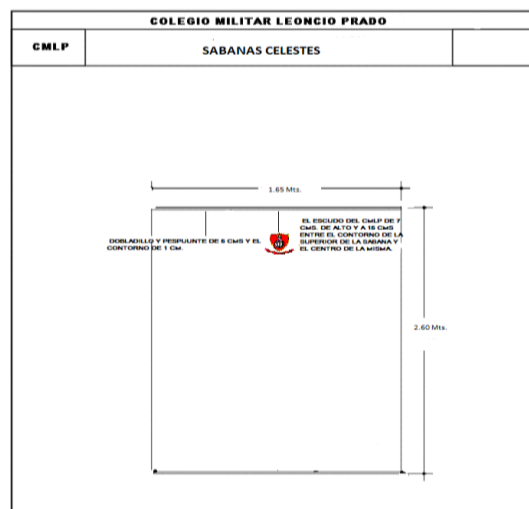 COLEGIO MILITAR LEONCIO PRADO
CMLP
SABANAS CELESTES
1.65 Mts.
EL ESCUDO DEL CMLP DE 7
CMS. DE ALTO Y A 15 CMS
ENTRE EL CONTORNO DE LA
SUPERIOR DE LA SABANA Y
EL CENTRO DE LA MISMA.
DOBLADILLO Y PESPUUNTE DE 5 CMS Y EL
CONTORNO DE 1 CM.
2.60 Mts.